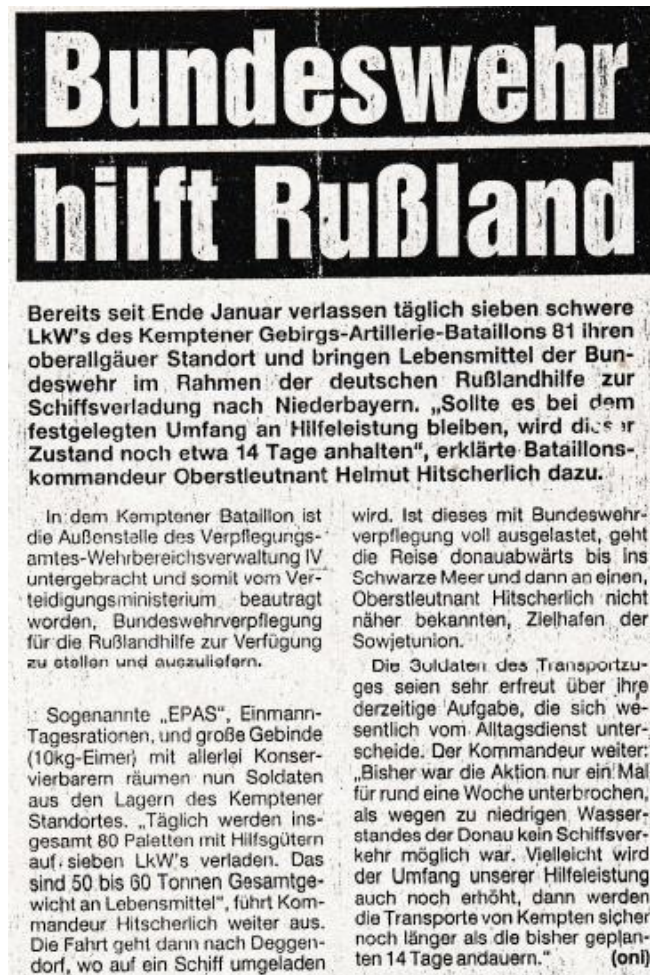 Bundeswehr
hilft Rußland
Bereits seit Ende Januar verlassen täglich sieben schwere
LkW's des Kemptener Gebirgs-Artillerie-Bataillons 81 ihren
oberallgäuer Standort und bringen Lebensmittel der Bun-
deswehr im Rahmen der deutschen Rußlandhilfe zur
Schiffsverladung nach Niederbayern. „Sollte es bei dem
festgelegten Umfang an Hilfeleistung bleiben, wird dieser
Zustand noch etwa 14 Tage anhalten“, erklärte Bataillons-
kommandeur Oberstleutnant Helmut Hitscherlich dazu.
In dem Kemptener Bataillon ist
die Außenstelle des Verpflegungs-
amtes-Wehrbereichsverwaltung IV
untergebracht und somit vom Ver-
teidigungsministerium beautragt
worden, Bundeswehrverpflegung
für die Rußlandhilfe zur Verfügung
zu stellen und auszuliefern.
Sogenannte „EPAS“, Einmann-
Tagesrationen, und große Gebinde
(10kg-Eimer) mit allerlei Konser-
vierbarem räumen nun Soldaten
aus den Lagern des Kemptener
Standortes. „Täglich werden ins-
gesamt 80 Paletten mit Hilfsgütern
auf sieben LkW's verladen. Das
sind 50 bis 60 Tonnen Gesamtge-
wicht an Lebensmittel“, führt Kom-
mandeur Hitscherlich weiter aus.
Die Fahrt geht dann nach Deggen-
dorf, wo auf ein Schiff umgeladen
wird. Ist dieses mit Bundeswehr-
verpflegung voll ausgelastet, geht
die Reise donauabwärts bis ins
Schwarze Meer und dann an einen,
Oberstleutnant Hitscherlich nicht
näher bekannten, Zielhafen der
Sowjetunion.
Die Soldaten des Transportzu-
ges seien sehr erfreut über ihre
derzeitige Aufgabe, die sich we-
sentlich vom Alltagsdienst unter-
scheide. Der Kommandeur weiter:
„Bisher war die Aktion nur ein Mal
für rund eine Woche unterbrochen,
als wegen zu niedrigen Wasser-
standes der Donau kein Schiffsver-
kehr möglich war. Vielleicht wird
der Umfang unserer Hilfeleistung
auch noch erhöht, dann werden
die Transporte von Kempten sicher
noch länger als die bisher geplan-
ten 14 Tage andauern.“ (oni)